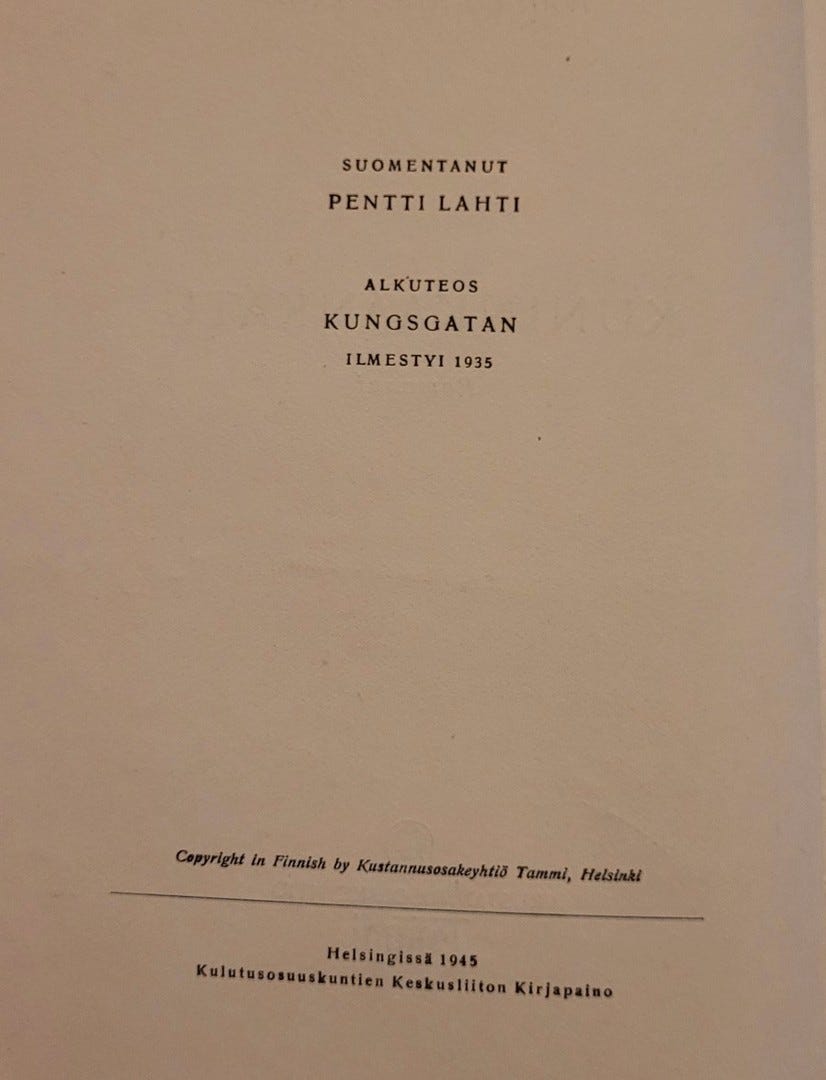 SUOMENTANUT
PENTTI LAHTI
ALKUTEOS
KUNGSGATAN
ILMESTYI 1935
Copyright in Finnish by Kustannusosakeyhtiö Tammi, Helsinki
Helsingissä 1945
Kulutusosuuskuntien Keskusliiton Kirjapaino